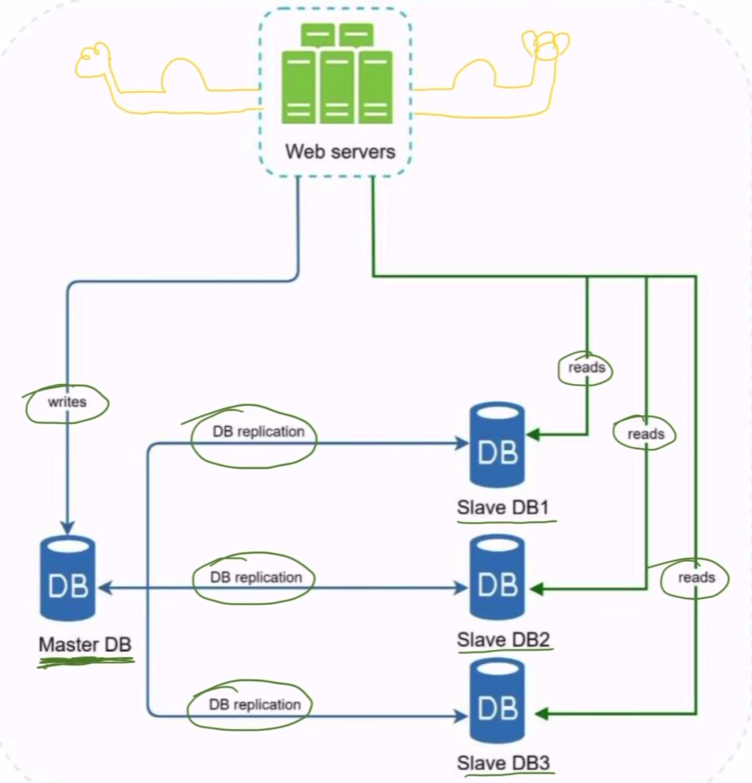 Web servers
reads
writes
DB replication
reads
DB
Slave DB1
DB
DB replication
DB
reads
Master DB
Slave DB2
DB replication
DB
Slave DB3